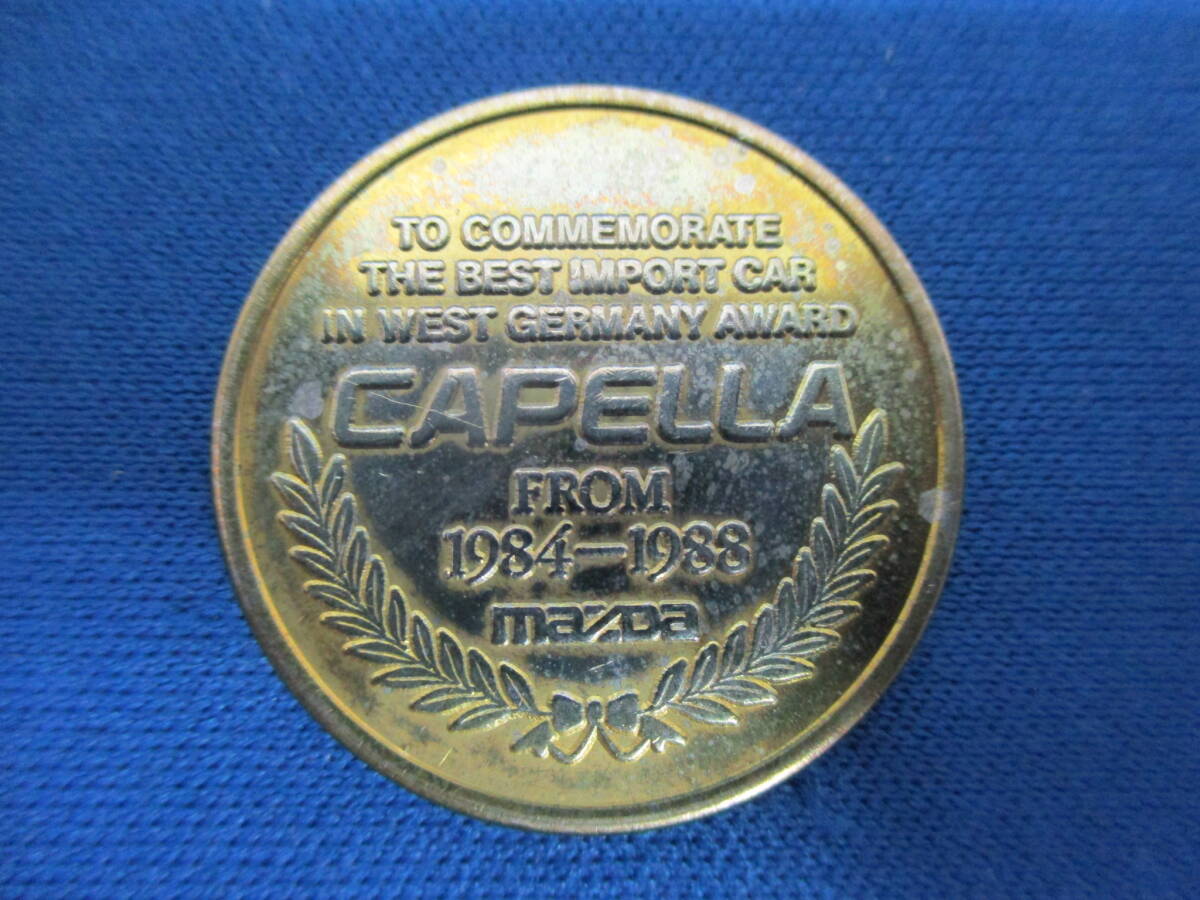 TO COMMEMORATE
THE BEST IMPORT CAR
IN WEST GERMANY AWARD
CAPELLA
FROM
1984—1988
mazda